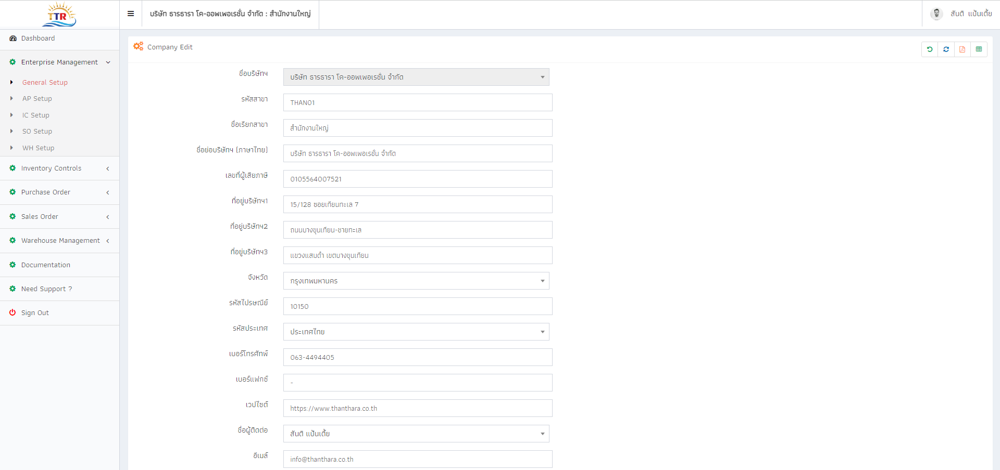 TTR
บริษัท ธารธารา โค-ออพเพอเรชั่น จำกัด : สำนักงานใหญ่
สันติ แป้นเตี้ย
Dashboard
Enterprise Management
General Setup
AP Setup
IC Setup
SO Setup
WH Setup
Inventory Controls
Purchase Order
Sales Order
Warehouse Management
Documentation
Need Support ?
Sign Out
Company Edit
ชื่อบริษัทฯ บริษัท ธารธารา โค-ออพเพอเรชั่น จำกัด
รหัสสาขา THAN01
ชื่อเรียกสาขา สำนักงานใหญ่
ชื่อย่อบริษัทฯ (ภาษาไทย) บริษัท ธารธารา โค-ออพเพอเรชั่น จำกัด
เลขที่ผู้เสียภาษี 0105564007521
ที่อยู่บริษัทฯ1 15/128 ซอยเทียนทะเล 7
ที่อยู่บริษัทฯ2 ถนนบางขุนเทียน-ชายทะเล
ที่อยู่บริษัทฯ3 แขวงแสมดำ เขตบางขุนเทียน
จังหวัด กรุงเทพมหานคร
รหัสไปรษณีย์ 10150
รหัสประเทศ ประเทศไทย
เบอร์โทรศัทพ์ 063-4494405
เบอร์แฟกซ์ -
เวปไซต์ https://www.thanthara.co.th
ชื่อผู้ติดต่อ สันติ แป้นเตี้ย
อีเมล์ info@thanthara.co.th